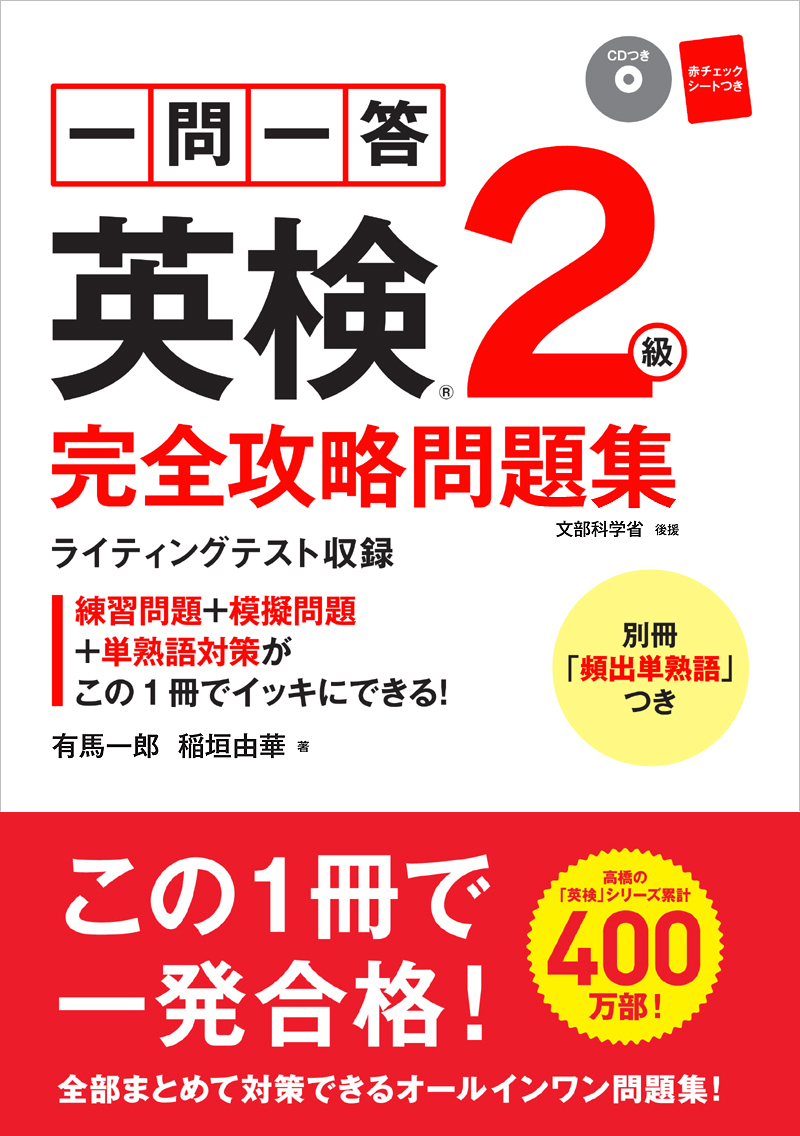 CDつき
赤チェック
シートつき
一問一答
英検®2級
完全攻略問題集
文部科学省 後援
ライティングテスト収録
練習問題＋模擬問題
＋単熟語対策が
この1冊でイッキにできる!
別冊
「頻出単熟語」
つき
有馬一郎 稲垣由華 著
この1冊で
一発合格!
高橋の
「英検」シリーズ累計
400
万部!
全部まとめて対策できるオールインワン問題集!